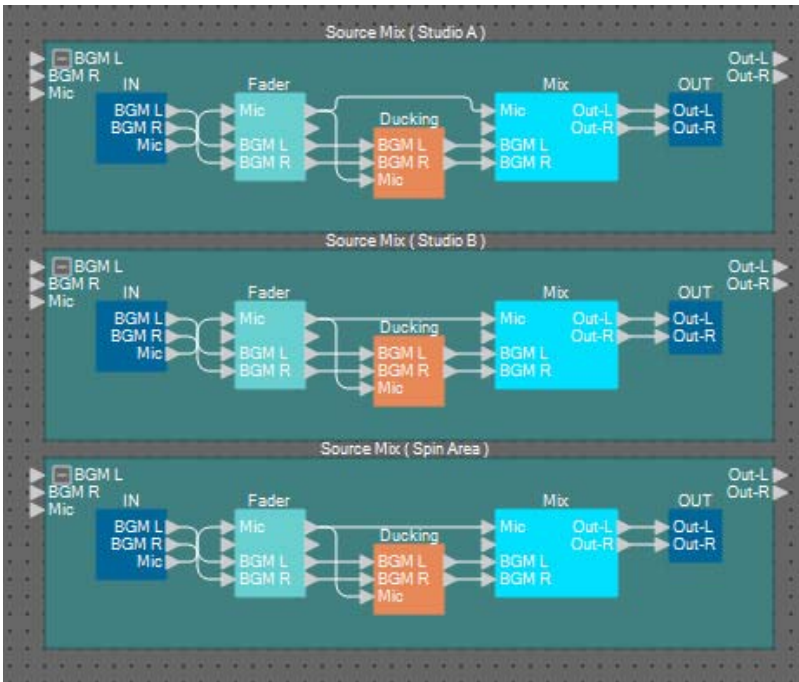 Source Mix ( Studio A )
BGM L
BGM R
Mic
Out-L
Out-R
IN
BGM L
BGM R
Mic
Fader
Mic
BGM L
BGM R
Ducking
BGM L
BGM R
Mic
Mix
Mic
BGM L
BGM R
Out-L
Out-R
OUT
Out-L
Out-R
Source Mix ( Studio B )
BGM L
BGM R
Mic
Out-L
Out-R
IN
BGM L
BGM R
Mic
Fader
Mic
BGM L
BGM R
Ducking
BGM L
BGM R
Mic
Mix
Mic
BGM L
BGM R
Out-L
Out-R
OUT
Out-L
Out-R
Source Mix ( Spin Area )
BGM L
BGM R
Mic
Out-L
Out-R
IN
BGM L
BGM R
Mic
Fader
Mic
BGM L
BGM R
Ducking
BGM L
BGM R
Mic
Mix
Mic
BGM L
BGM R
Out-L
Out-R
OUT
Out-L
Out-R